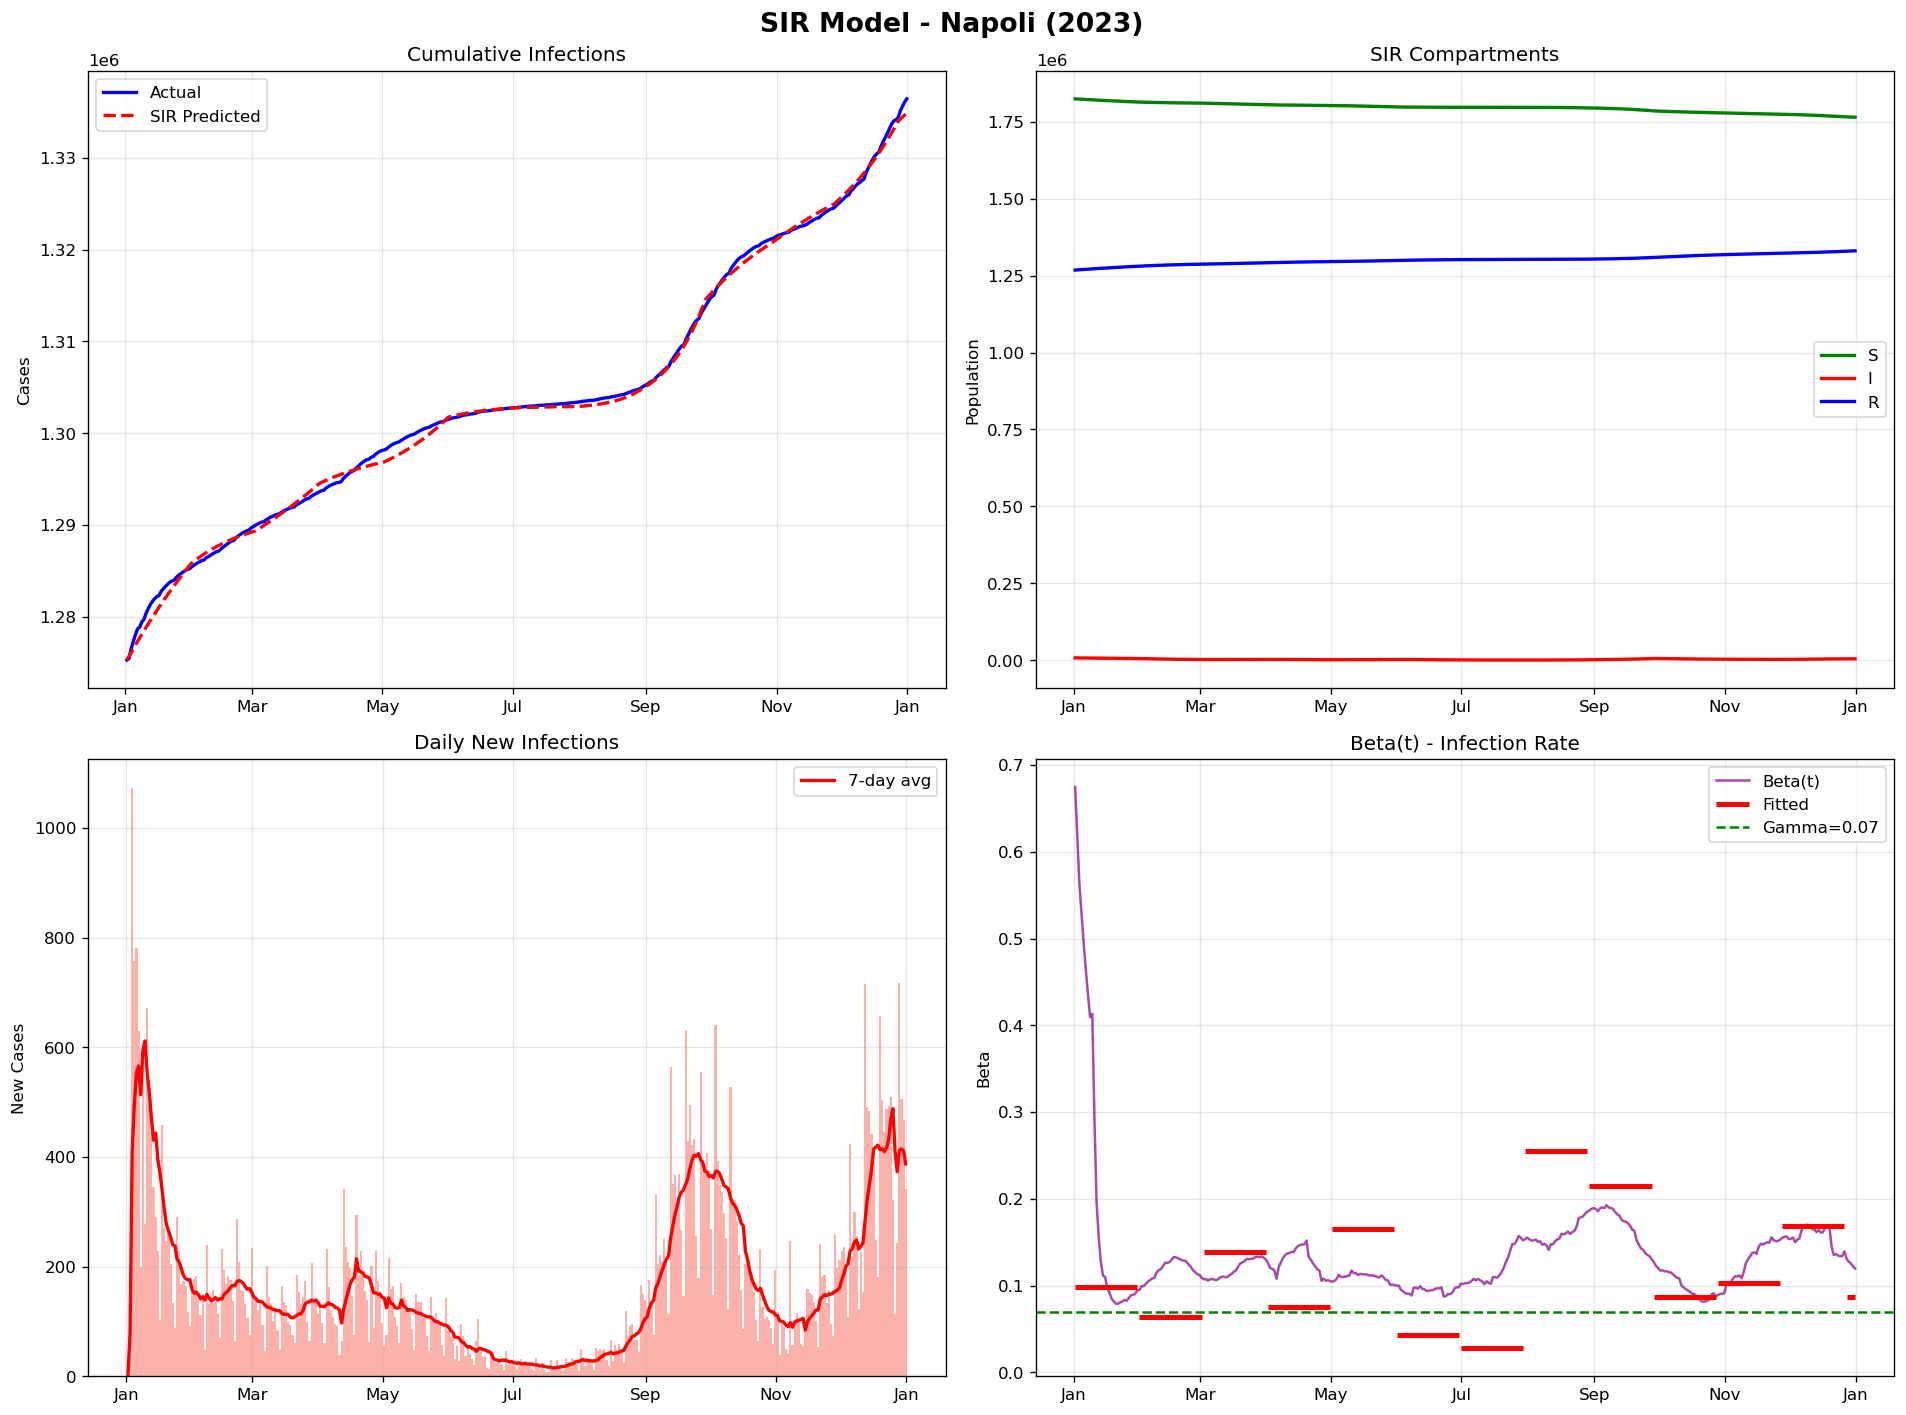 SIR Model - Napoli (2023)
Cumulative Infections
1e6
Actual
SIR Predicted
1.33
1.32
1.31
1.30
1.29
1.28
Cases
Jan Mar May Jul Sep Nov Jan
SIR Compartments
1e6
1.75
1.50
1.25
1.00
0.75
0.50
0.25
0.00
Population
S
I
R
Jan Mar May Jul Sep Nov Jan
Daily New Infections
7-day avg
1000
800
600
400
200
0
New Cases
Jan Mar May Jul Sep Nov Jan
Beta(t) - Infection Rate
Beta(t)
Fitted
Gamma=0.07
0.7
0.6
0.5
0.4
0.3
0.2
0.1
0.0
Beta
Jan Mar May Jul Sep Nov Jan